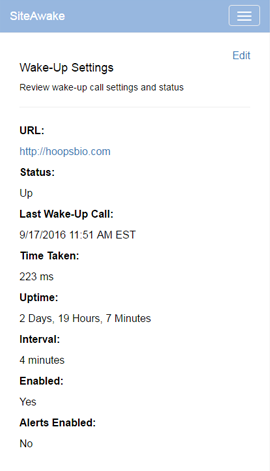 SiteAwake
Edit
Wake-Up Settings
Review wake-up call settings and status
URL:
http://hoopsbio.com
Status:
Up
Last Wake-Up Call:
9/17/2016 11:51 AM EST
Time Taken:
223 ms
Uptime:
2 Days, 19 Hours, 7 Minutes
Interval:
4 minutes
Enabled:
Yes
Alerts Enabled:
No